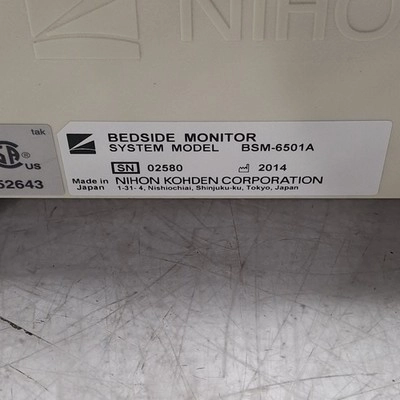 NIHO
tak
US
52643
BEDSIDE MONITOR
SYSTEM MODEL BSM-6501A
SN 02580 2014
Made in Japan NIHON KOHDEN CORPORATION
1-31-4, Nishiochiai, Shinjuku-ku, Tokyo, Japan